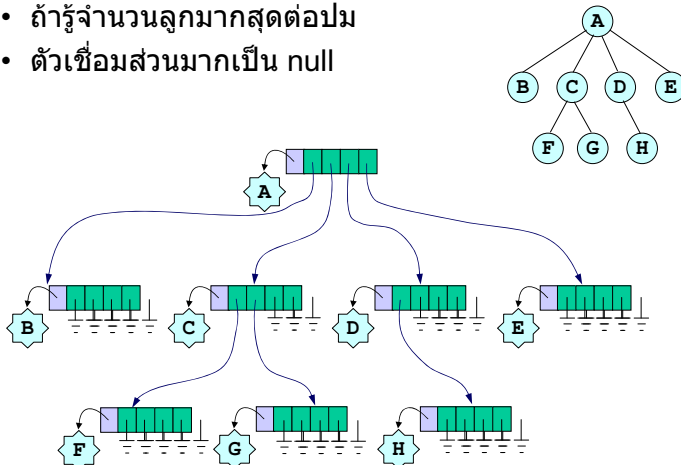 • ถ้ารู้จำนวนลูกมากสุดต่อปม
• ตัวเชื่อมส่วนมากเป็น null
A
B C D E
F G H
A
B C D E
F G H